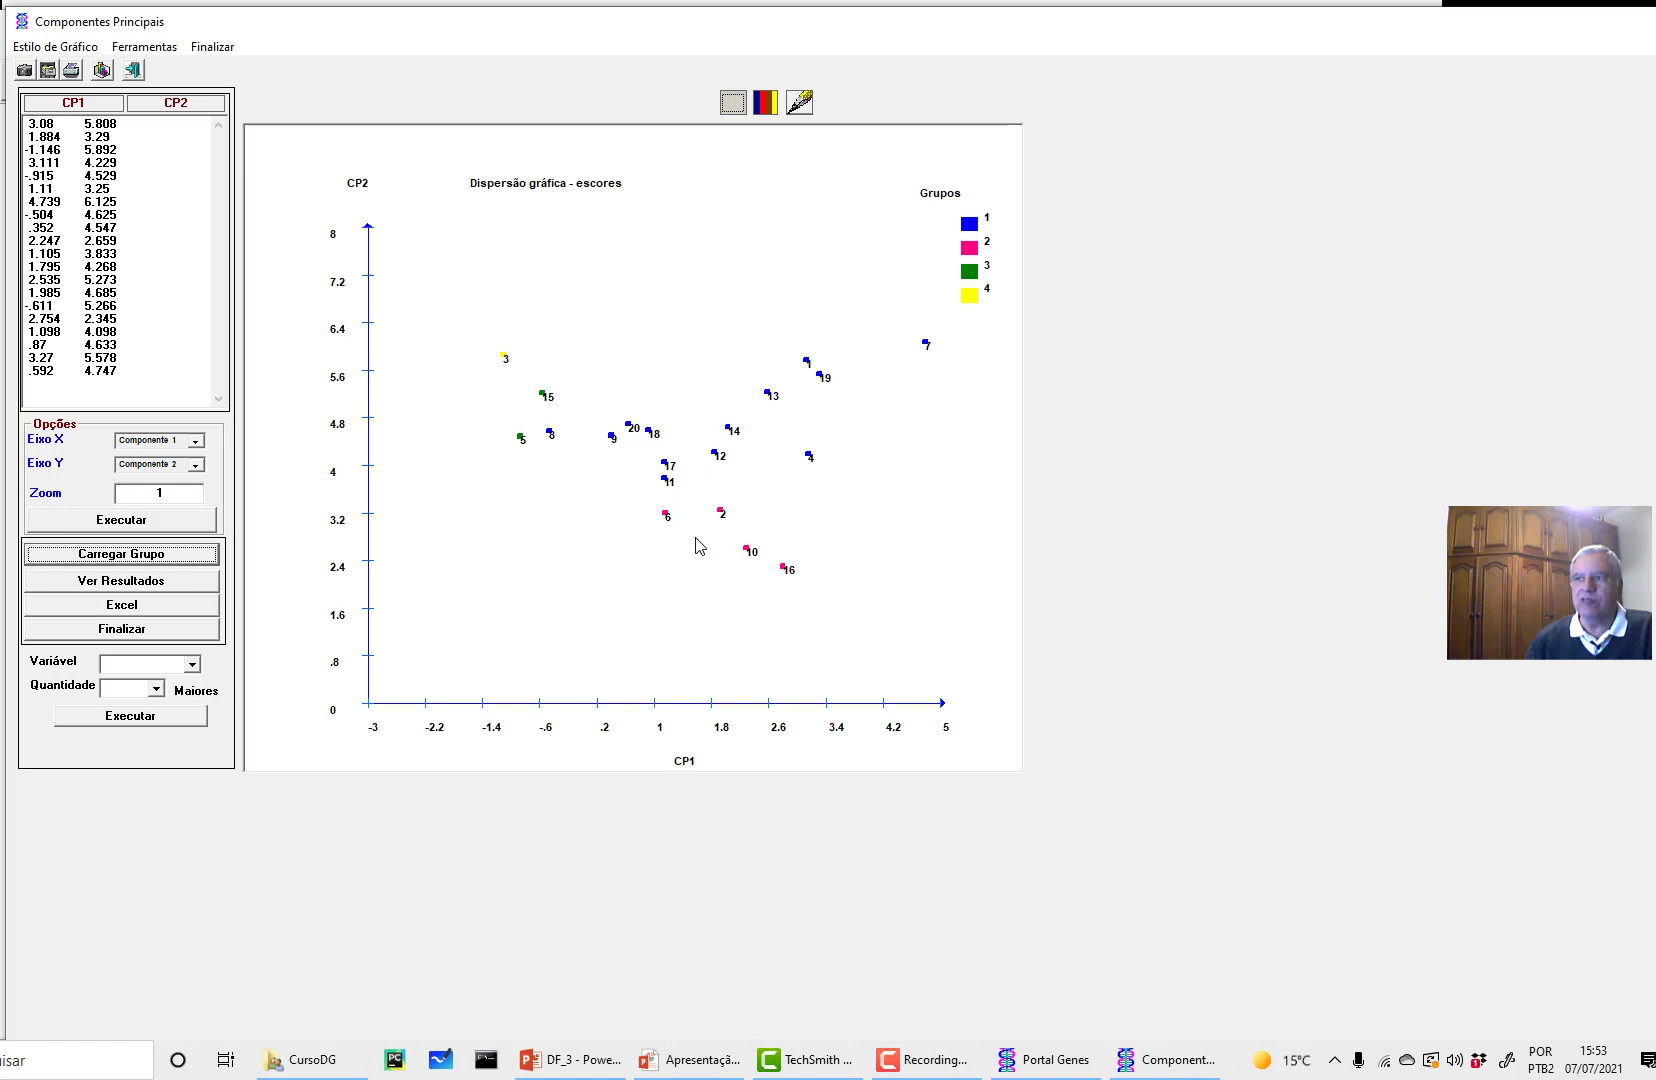 Componentes Principais
Estilo de Gráfico Ferramentas Finalizar
CP1 CP2
3.08 5.808
1.884 3.29
-1.146 5.892
3.111 4.229
-.915 4.529
1.11 3.25
4.739 6.125
-.504 4.625
.352 4.547
2.247 2.659
1.105 3.833
1.795 4.268
2.535 5.273
1.985 4.685
-.611 5.266
2.754 2.345
1.098 4.098
.87 4.633
3.27 5.578
.592 4.747
Opções
Eixo X Componente 1
Eixo Y Componente 2
Zoom 1
Executar
Carregar Grupo
Ver Resultados
Excel
Finalizar
Variável
Quantidade Maiores
Executar
CP2 Dispersão gráfica - escores
Grupos
1
2
3
4
8
7.2
6.4
5.6
4.8
4
3.2
2.4
1.6
.8
0
7
3
1
19
15
13
20
18
14
5
8
9
12
4
17
11
6
2
10
16
-3 -2.2 -1.4 -.6 .2 1 1.8 2.6 3.4 4.2 5
CP1
isar
CursoDG
PC
DF_3 - Powe...
Apresentaçã...
TechSmith ...
Recording...
Portal Genes
Component...
15°C
1
POR
PTB2
15:53
07/07/2021